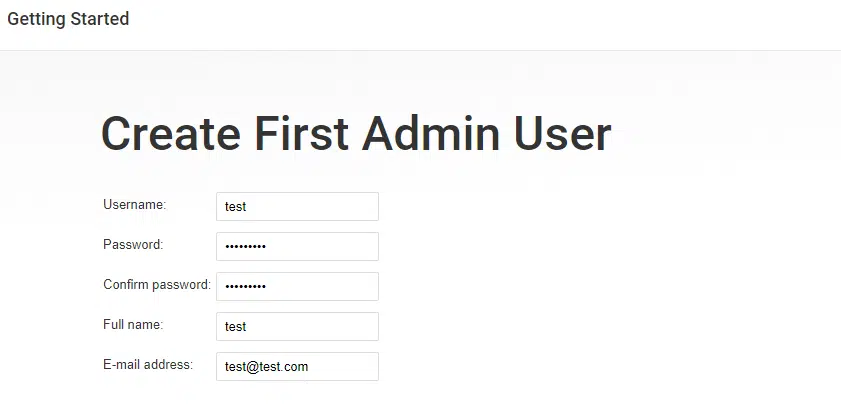 Getting Started
Create First Admin User
Username: test
Password: •••••••••
Confirm password: •••••••••
Full name: test
E-mail address: test@test.com